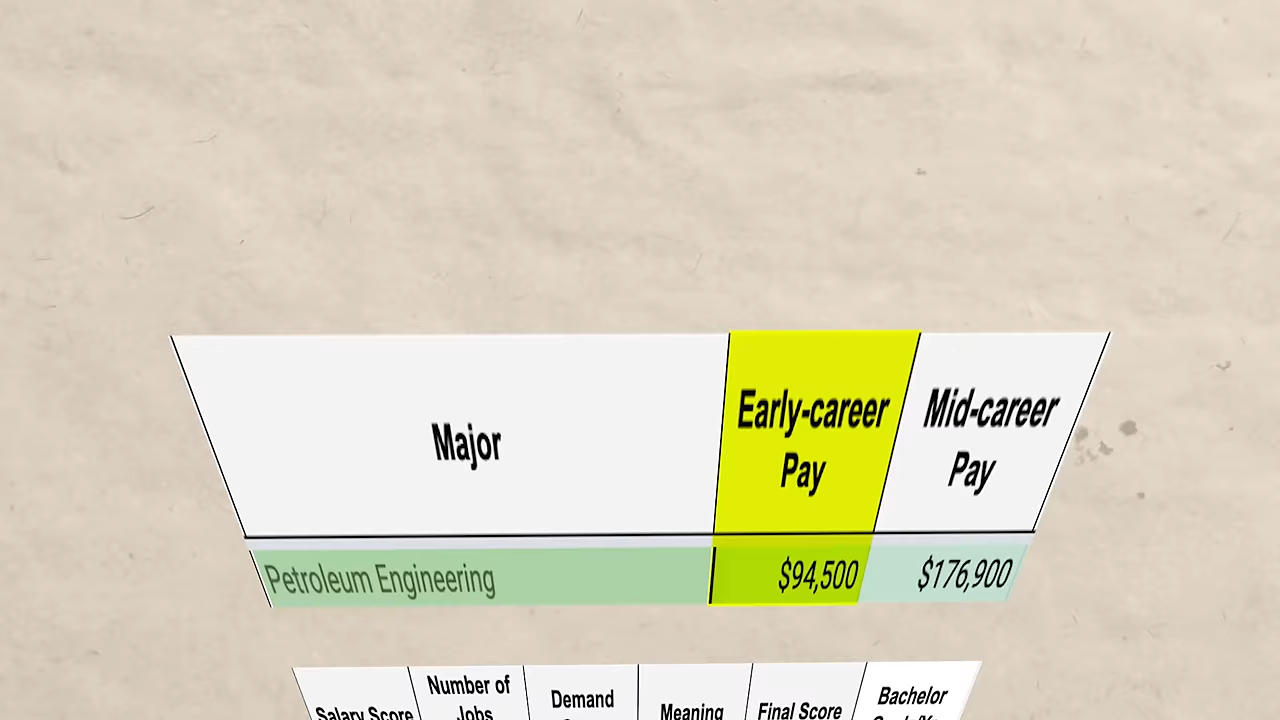 Major
Early-career
Pay
Mid-career
Pay
Petroleum Engineering $94,500 $176,900
Salary Score
Number of
Jobs
Demand
Meaning
Final Score
Bachelor